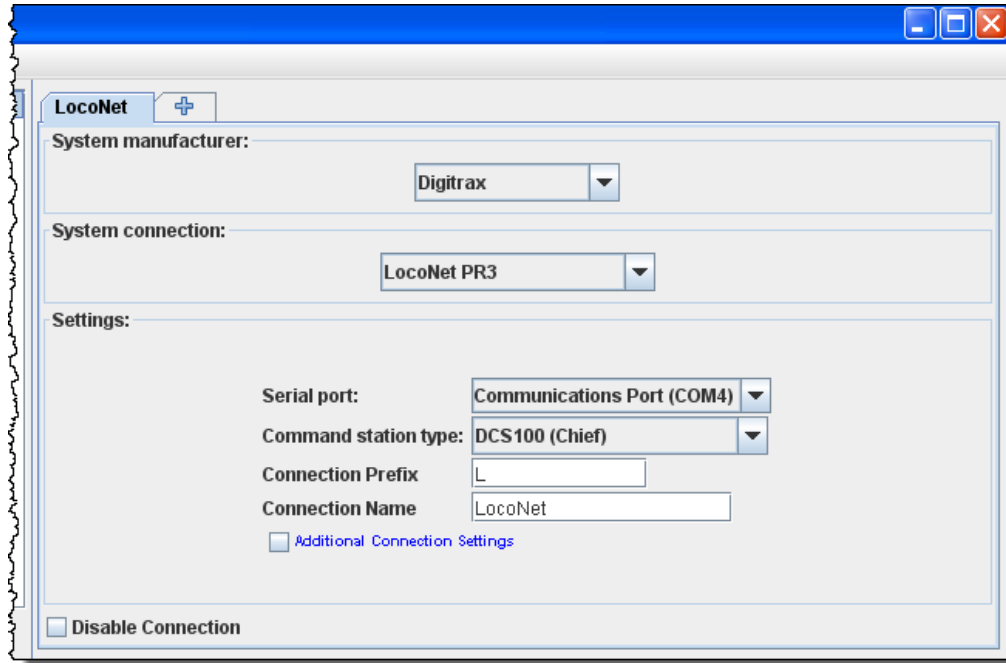 LocoNet
System manufacturer:
Digitrax
System connection:
LocoNet PR3
Settings:
Serial port: Communications Port (COM4)
Command station type: DCS100 (Chief)
Connection Prefix L
Connection Name LocoNet
Additional Connection Settings
Disable Connection